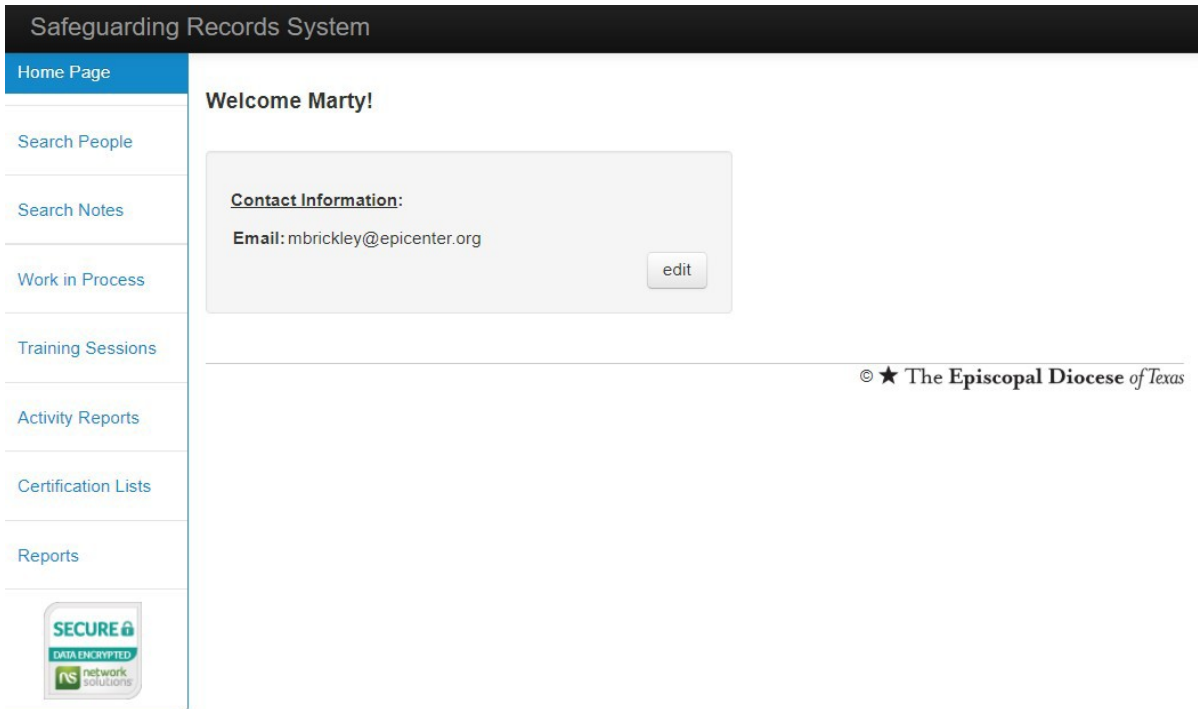 Safeguarding Records System
Home Page
Search People
Search Notes
Work in Process
Training Sessions
Activity Reports
Certification Lists
Reports
SECURE
DATA ENCRYPTED
ns network
solutions
Welcome Marty!
Contact Information:
Email: mbrickley@epicenter.org
edit
© ★ The Episcopal Diocese of Texas